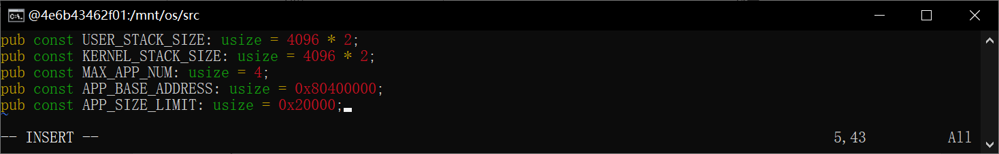 @4e6b43462f01:/mnt/os/src
pub const USER_STACK_SIZE: usize = 4096 * 2;
pub const KERNEL_STACK_SIZE: usize = 4096 * 2;
pub const MAX_APP_NUM: usize = 4;
pub const APP_BASE_ADDRESS: usize = 0x80400000;
pub const APP_SIZE_LIMIT: usize = 0x20000;
~
-- INSERT -- 5,43 All